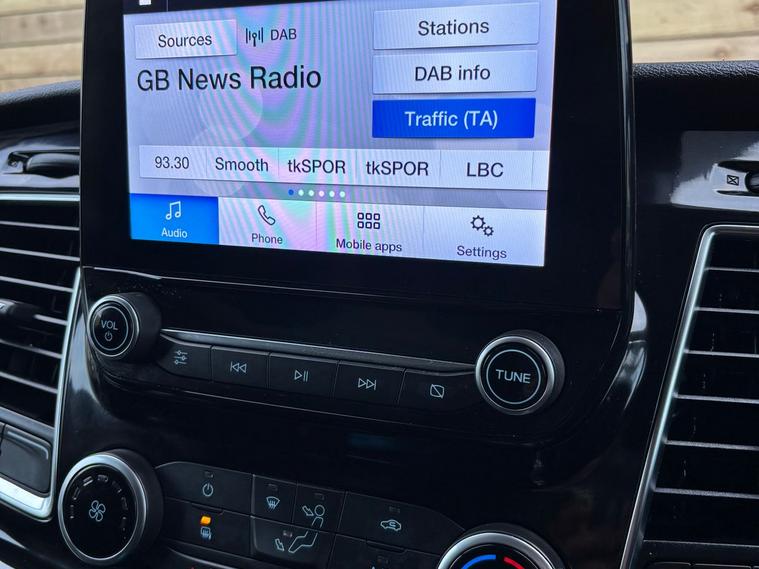 Sources
DAB
Stations
GB News Radio
DAB info
Traffic (TA)
93.30
Smooth
tkSPOR
tkSPOR
LBC
Audio
Phone
Mobile apps
Settings
VOL
TUNE